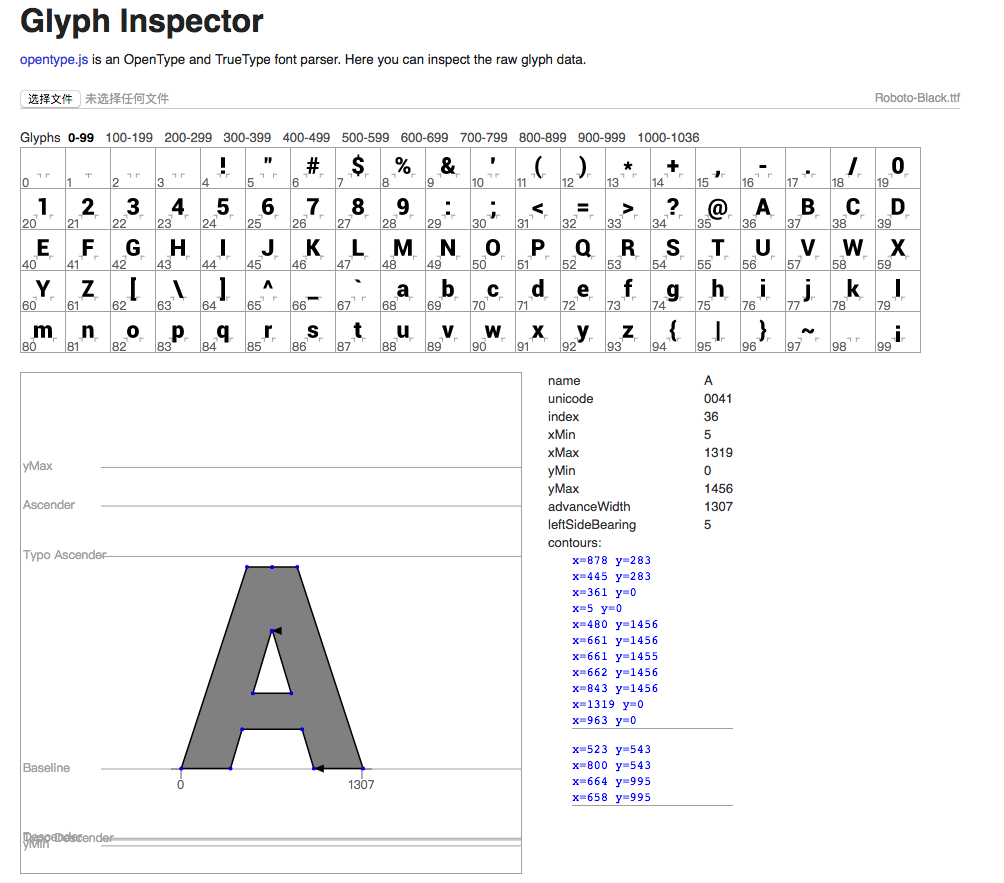 Glyph Inspector
opentype.js is an OpenType and TrueType font parser. Here you can inspect the raw glyph data.
选择文件 未选择任何文件 Roboto-Black.ttf
Glyphs 0-99 100-199 200-299 300-399 400-499 500-599 600-699 700-799 800-899 900-999 1000-1036
! " # $ % & ' ( ) * + , - . / 0
0 1 2 3 4 5 6 7 8 9 10 11 12 13 14 15 16 17 18 19
1 2 3 4 5 6 7 8 9 : ; < = > ? @ A B C D
20 21 22 23 24 25 26 27 28 29 30 31 32 33 34 35 36 37 38 39
E F G H I J K L M N O P Q R S T U V W X
40 41 42 43 44 45 46 47 48 49 50 51 52 53 54 55 56 57 58 59
Y Z [ \ ] ^ _ ` a b c d e f g h i j k l
60 61 62 63 64 65 66 67 68 69 70 71 72 73 74 75 76 77 78 79
m n o p q r s t u v w x y z { | } ~ ¡
80 81 82 83 84 85 86 87 88 89 90 91 92 93 94 95 96 97 98 99
yMax
Ascender
Typo Ascender
A
Baseline
0 1307
Descender
Typo Descender
yMin
name A
unicode 0041
index 36
xMin 5
xMax 1319
yMin 0
yMax 1456
advanceWidth 1307
leftSideBearing 5
contours:
x=878 y=283
x=445 y=283
x=361 y=0
x=5 y=0
x=480 y=1456
x=661 y=1456
x=661 y=1455
x=662 y=1456
x=843 y=1456
x=1319 y=0
x=963 y=0
x=523 y=543
x=800 y=543
x=664 y=995
x=658 y=995